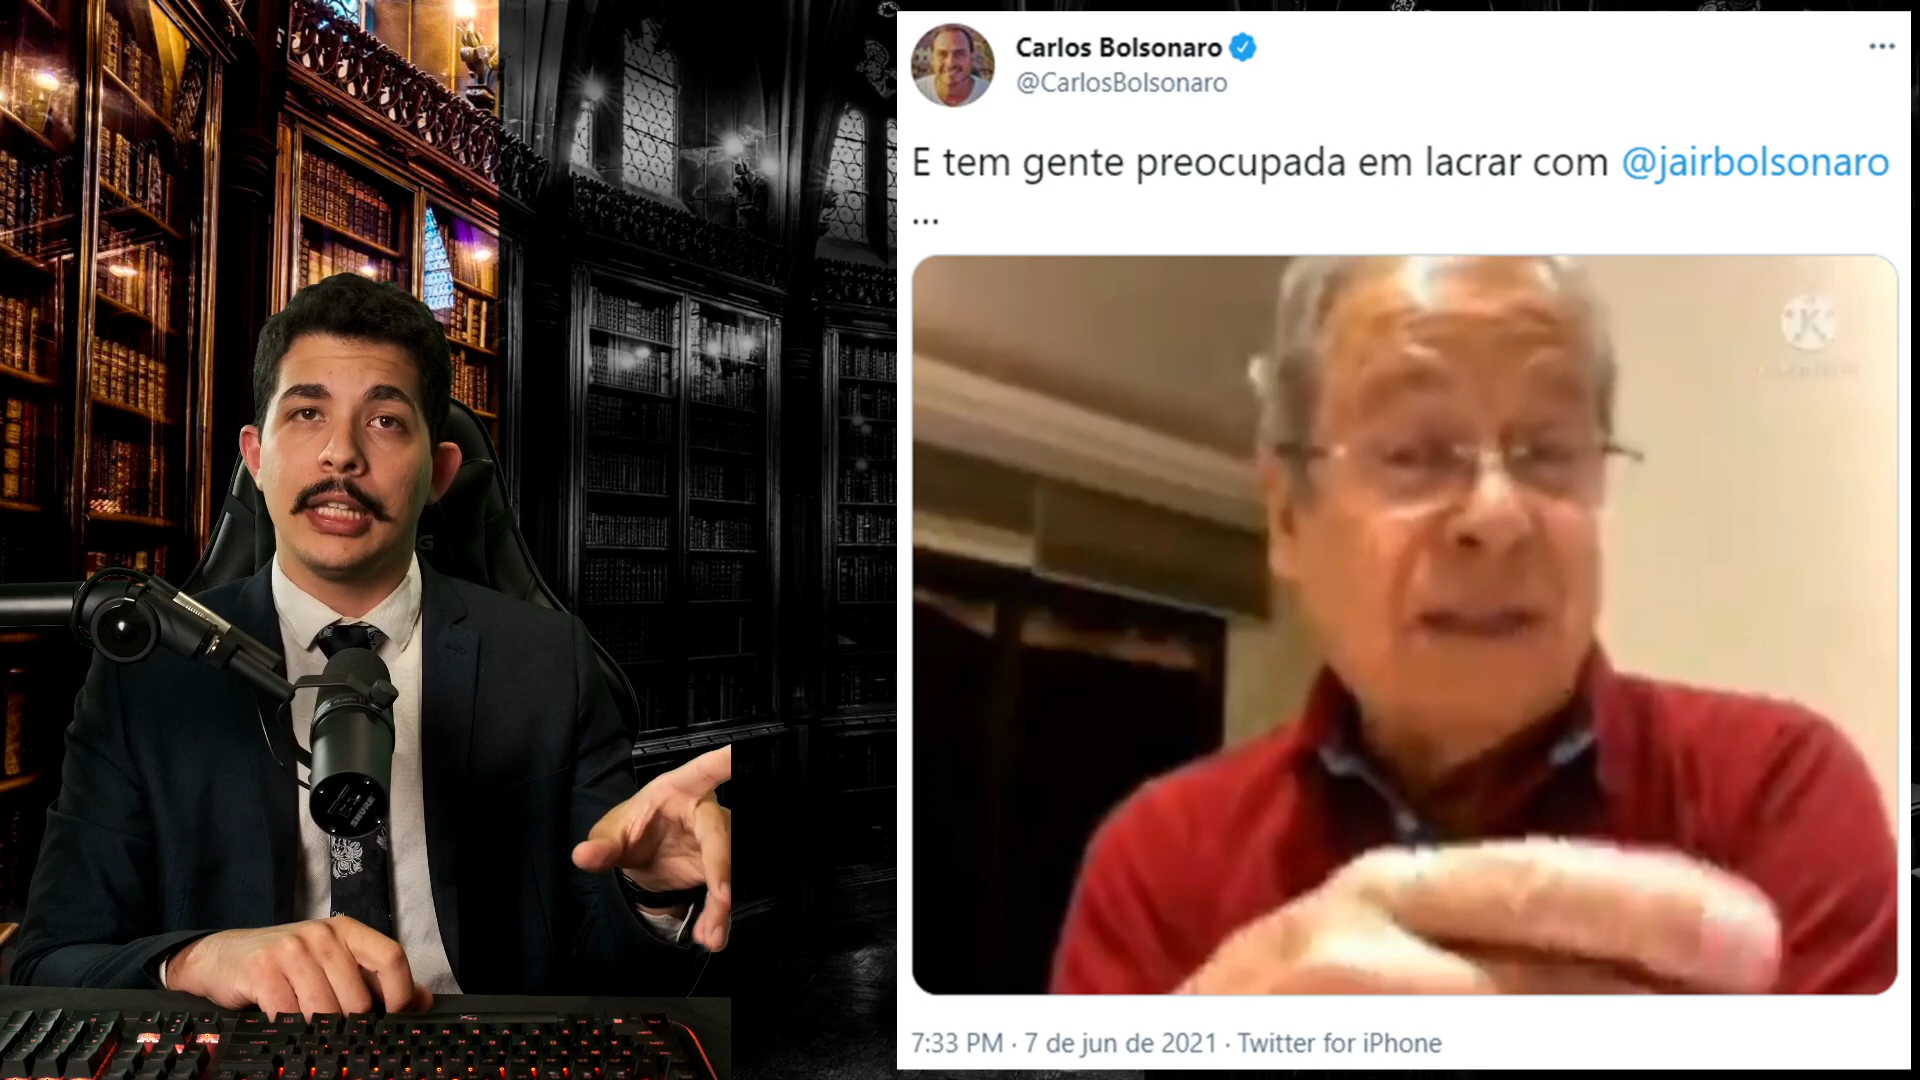 Carlos Bolsonaro
@CarlosBolsonaro
E tem gente preocupada em lacrar com @jairbolsonaro
...
7:33 PM · 7 de jun de 2021 · Twitter for iPhone
SHURE
K
G